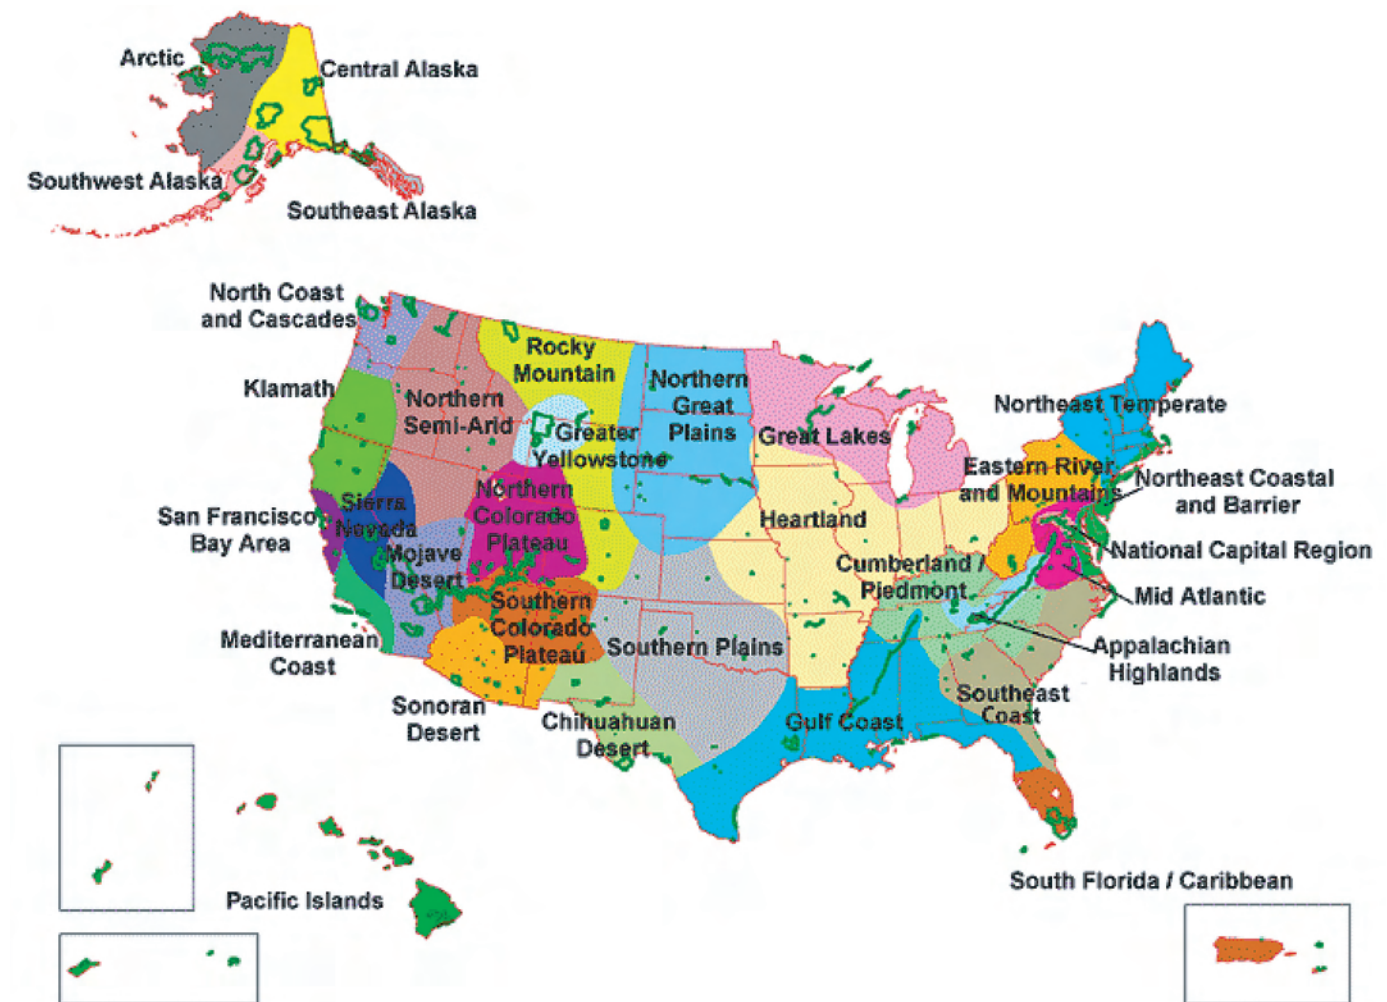 Arctic
Central Alaska
Southwest Alaska
Southeast Alaska
North Coast
and Cascades
Rocky
Mountain
Klamath
Northern
Semi-Arid
Northern
Great
Plains
Great Lakes
Northeast Temperate
Greater
Yellowstone
Eastern River
and Mountains
Northeast Coastal
and Barrier
San Francisco
Bay Area
Sierra
Nevada
Northern
Colorado
Plateau
Heartland
Mojave
Desert
Cumberland /
Piedmont
National Capital Region
Mid Atlantic
Southern
Colorado
Plateau
Southern Plains
Mediterranean
Coast
Appalachian
Highlands
Sonoran
Desert
Chihuahuan
Desert
Gulf Coast
Southeast
Coast
Pacific Islands
South Florida / Caribbean